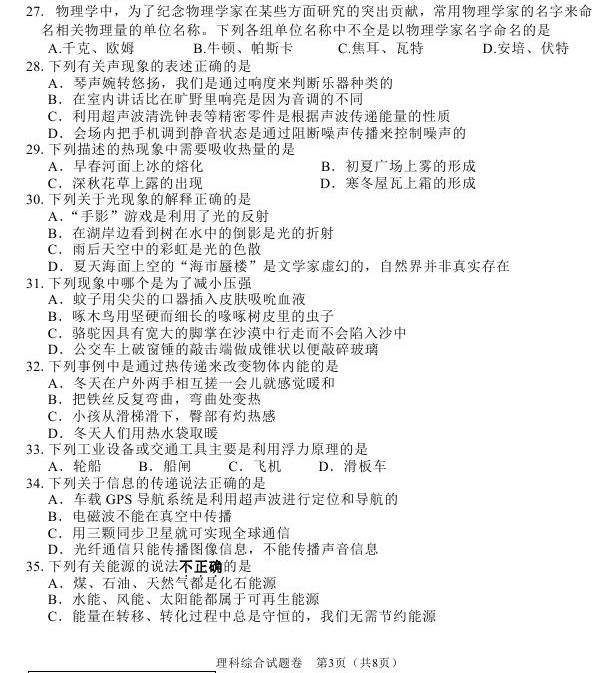 27. 物理学中，为了纪念物理学家在某些方面研究的突出贡献，常用物理学家的名字来命
名相关物理量的单位名称。下列各组单位名称中不全是以物理学家名字命名的是
A.千克、欧姆 B.牛顿、帕斯卡 C.焦耳、瓦特 D.安培、伏特
28. 下列有关声现象的表述正确的是
A．琴声婉转悠扬，我们是通过响度来判断乐器种类的
B．在室内讲话比在旷野里响亮是因为音调的不同
C．利用超声波清洗钟表等精密零件是根据声波传递能量的性质
D．会场内把手机调到静音状态是通过阻断噪声传播来控制噪声的
29. 下列描述的热现象中需要吸收热量的是
A．早春河面上冰的熔化 B．初夏广场上雾的形成
C．深秋花草上露的出现 D．寒冬屋瓦上霜的形成
30. 下列关于光现象的解释正确的是
A．“手影”游戏是利用了光的反射
B．在湖岸边看到树在水中的倒影是光的折射
C．雨后天空中的彩虹是光的色散
D．夏天海面上空的“海市蜃楼”是文学家虚幻的，自然界并非真实存在
31. 下列现象中哪个是为了减小压强
A．蚊子用尖尖的口器插入皮肤吸吮血液
B．啄木鸟用坚硬而细长的喙啄树皮里的虫子
C．骆驼因具有宽大的脚掌在沙漠中行走而不会陷入沙中
D．公交车上破窗锤的敲击端做成锥状以便敲碎玻璃
32. 下列事例中是通过热传递来改变物体内能的是
A．冬天在户外两手相互搓一会儿就感觉暖和
B．把铁丝反复弯曲，弯曲处变热
C．小孩从滑梯滑下，臀部有灼热感
D．冬天人们用热水袋取暖
33. 下列工业设备或交通工具主要是利用浮力原理的是
A．轮船 B．船闸 C．飞机 D．滑板车
34. 下列关于信息的传递说法正确的是
A．车载 GPS 导航系统是利用超声波进行定位和导航的
B．电磁波不能在真空中传播
C．用三颗同步卫星就可实现全球通信
D．光纤通信只能传播图像信息，不能传播声音信息
35. 下列有关能源的说法不正确的是
A．煤、石油、天然气都是化石能源
B．水能、风能、太阳能都属于可再生能源
C．能量在转移、转化过程中总是守恒的，我们无需节约能源
理科综合试题卷 第3页（共8页）